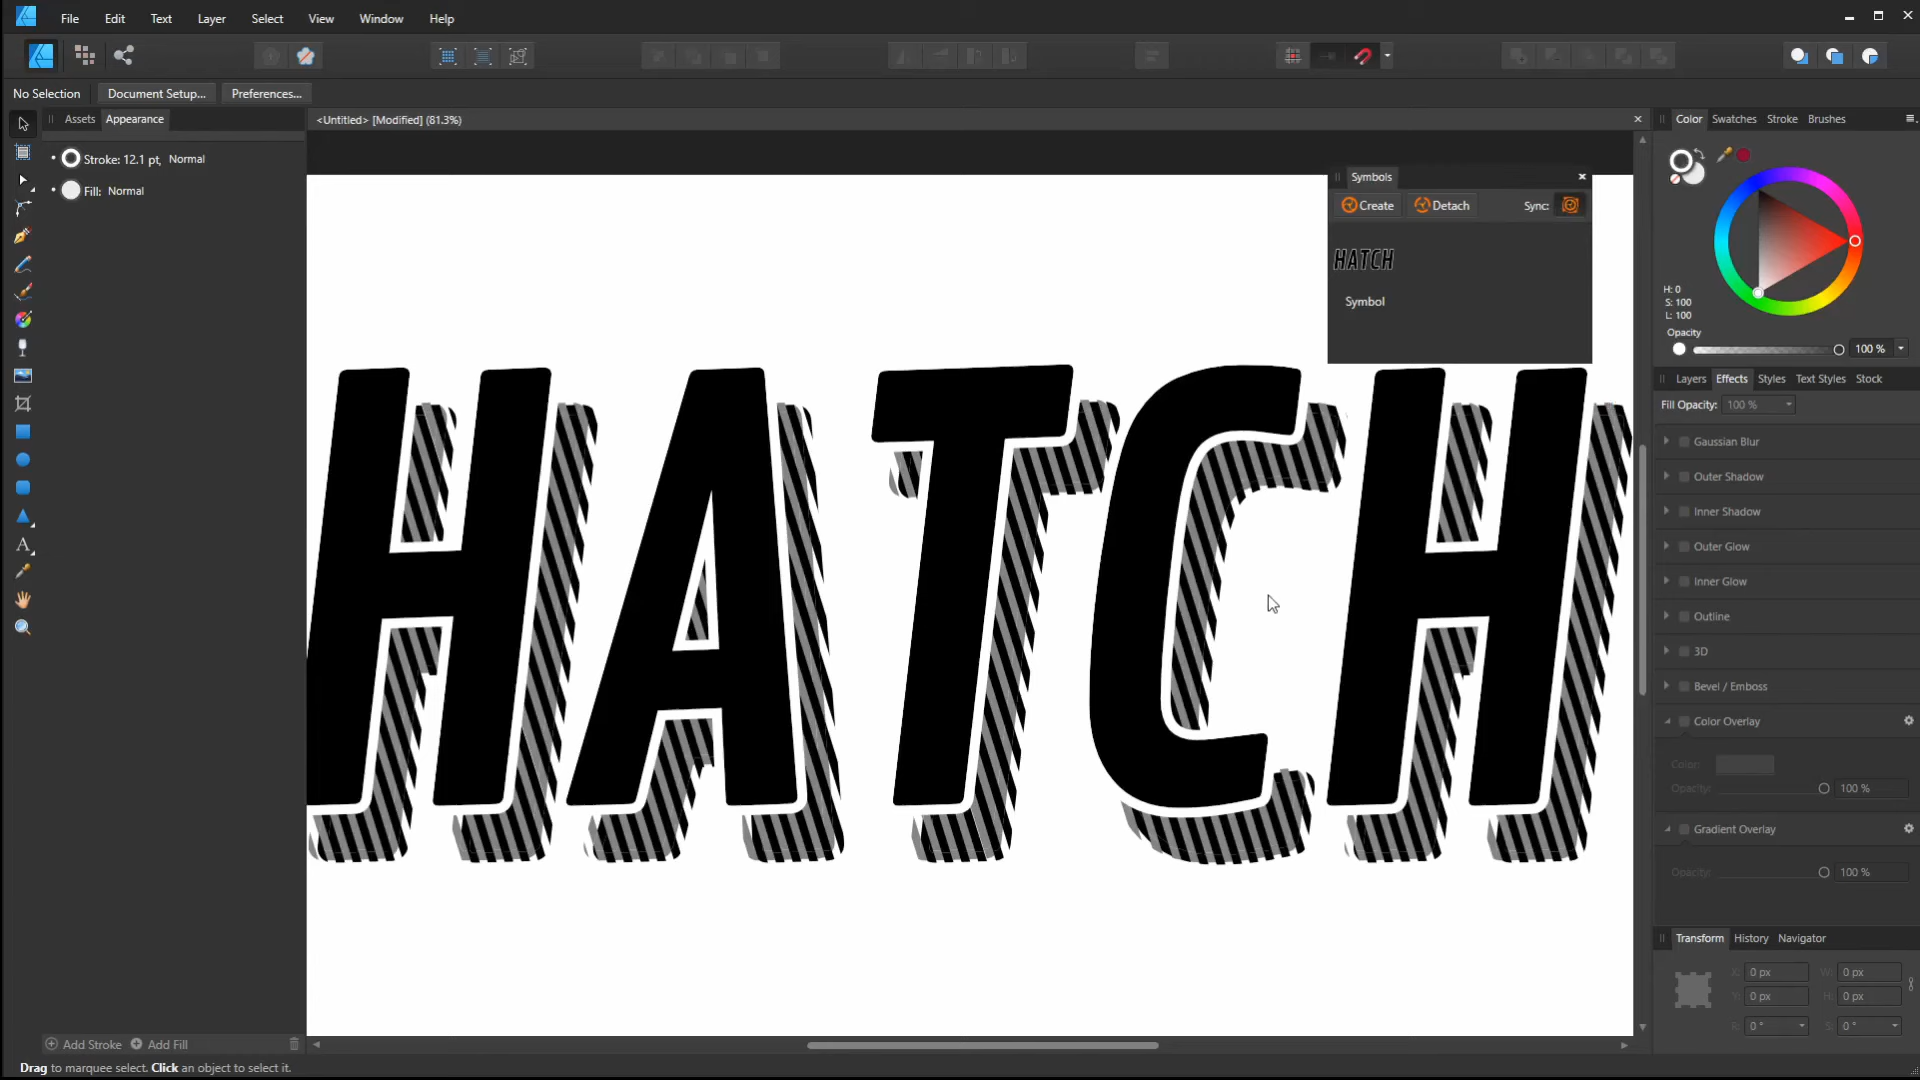 File Edit Text Layer Select View Window Help
No Selection Document Setup... Preferences...
Assets Appearance
<Untitled> [Modified] (81.3%)
Stroke: 12.1 pt, Normal
Fill: Normal
Symbols
Create Detach Sync:
HATCH
Symbol
HATCH
Color Swatches Stroke Brushes
H: 0
S: 100
L: 100
Opacity
100 %
Layers Effects Styles Text Styles Stock
Fill Opacity: 100 %
Gaussian Blur
Outer Shadow
Inner Shadow
Outer Glow
Inner Glow
Outline
3D
Bevel / Emboss
Color Overlay
Color:
Opacity: 100 %
Gradient Overlay
Opacity: 100 %
Transform History Navigator
X: 0 px W: 0 px
Y: 0 px H: 0 px
R: 0 ° S: 0 °
Add Stroke Add Fill
Drag to marquee select. Click an object to select it.